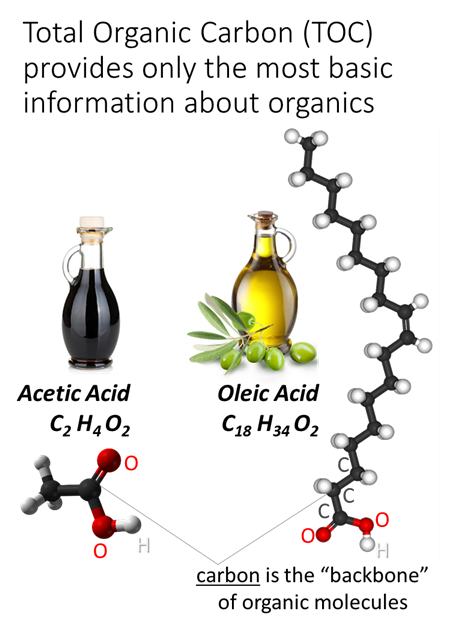 Total Organic Carbon (TOC)
provides only the most basic
information about organics
Acetic Acid
C₂ H₄ O₂
Oleic Acid
C₁₈ H₃₄ O₂
O
O
H
C
C
C
O
O
H
carbon is the “backbone”
of organic molecules